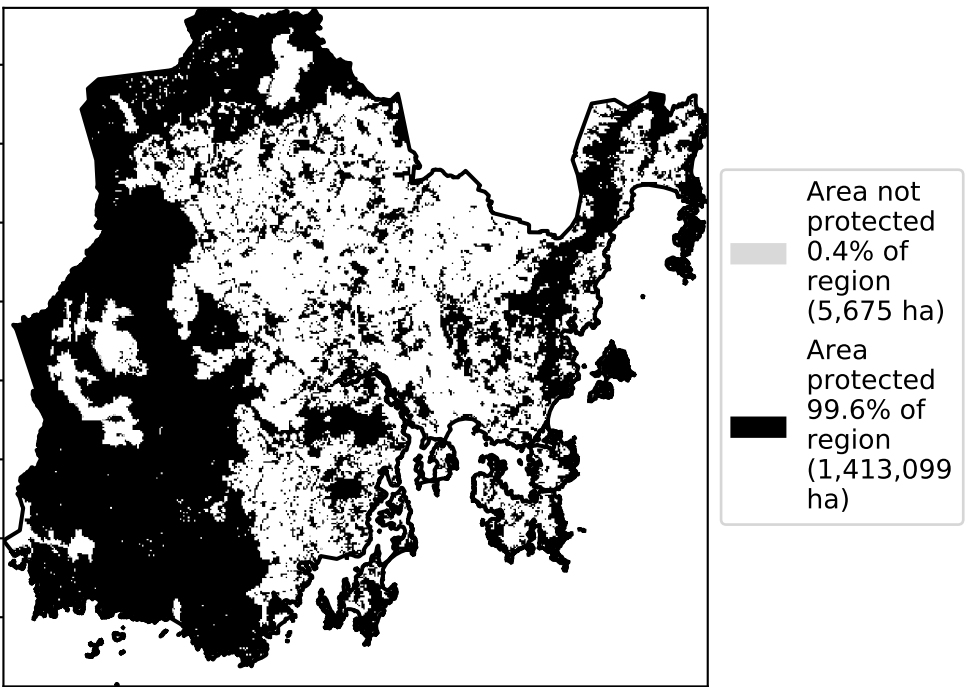 Area not
protected
0.4% of
region
(5,675 ha)
Area
protected
99.6% of
region
(1,413,099
ha)